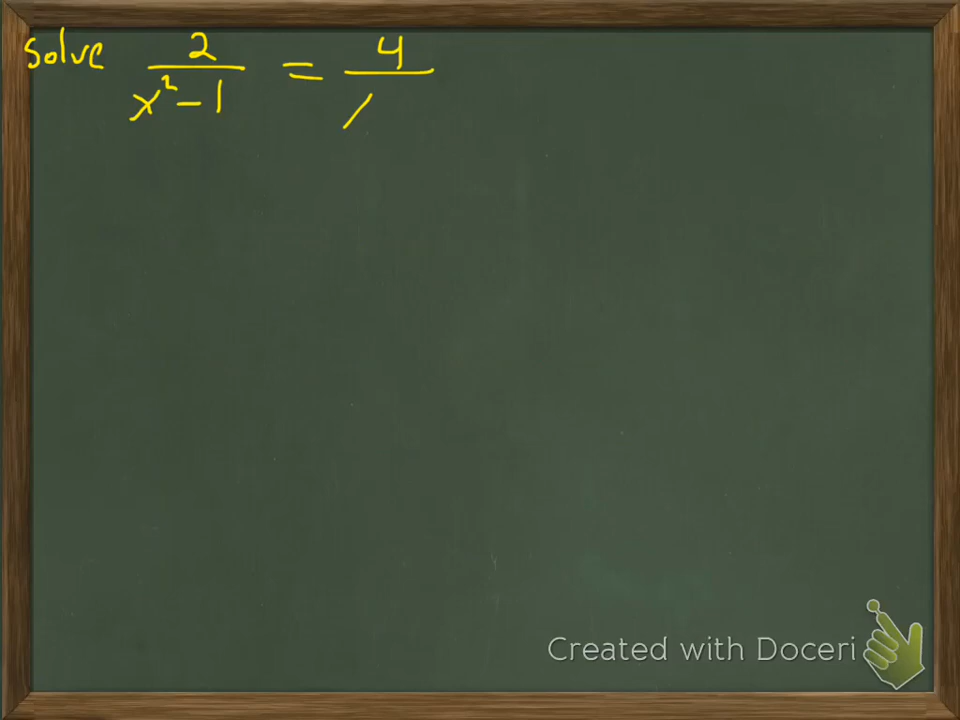 Solve 2/(x²-1) = 4/
Created with Doceri